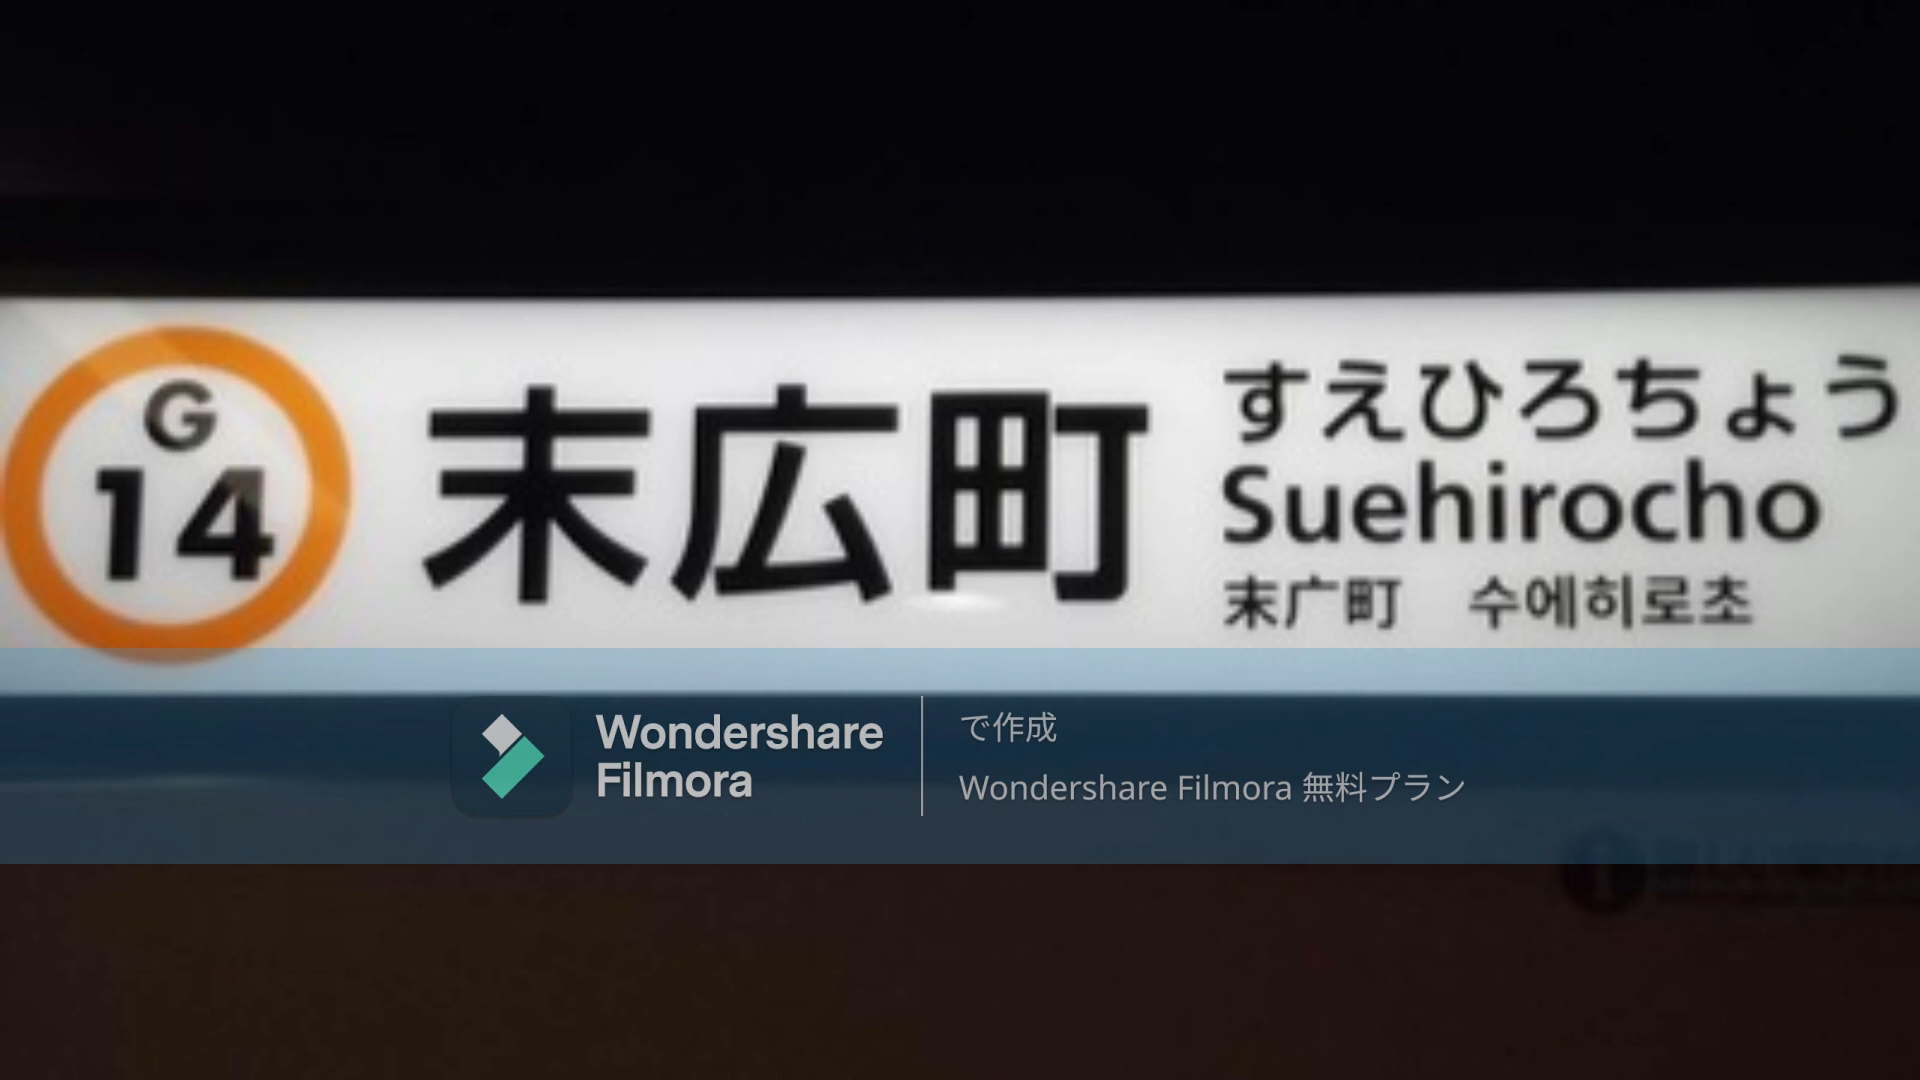 G
14
末広町
すえひろちょう
Suehirocho
末广町 수에히로초
Wondershare
Filmora
で作成
Wondershare Filmora 無料プラン